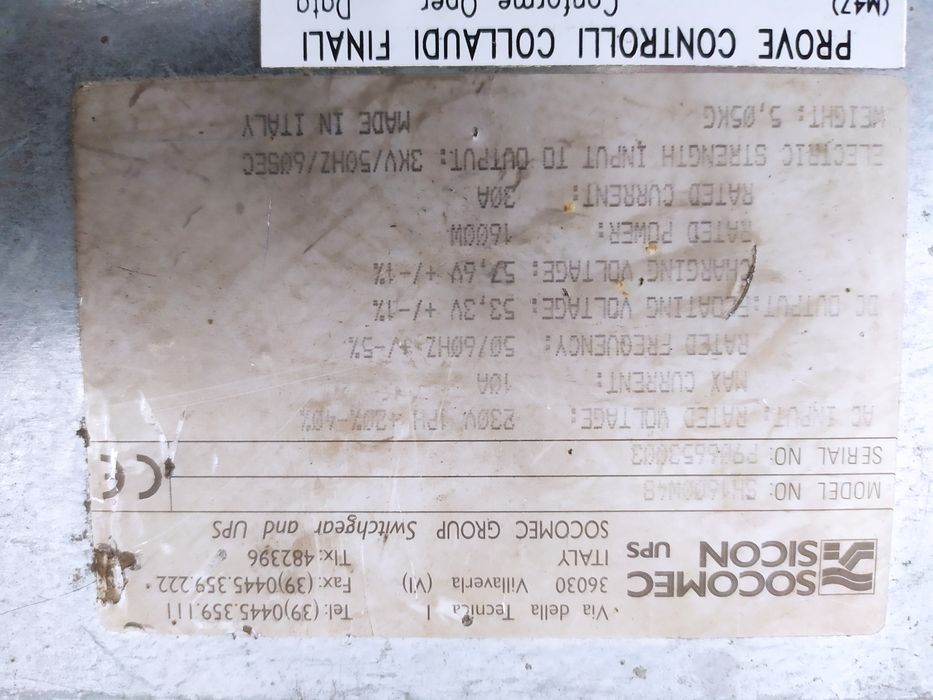 SOCOMEC
SICON UPS
Via della Tecnica 1
36030 Villaverla (VI)
ITALY
Tel: (39)0445.359.111
Fax: (39)0445.359.222
Tlx: 482396
SOCOMEC GROUP Switchgear and UPS
MODEL NO:
SERIAL NO:
AC INPUT: RATED VOLTAGE: 230V 1PH +20%-40%
MAX CURRENT: 10A
RATED FREQUENCY: 50/60HZ +/-5%
DC OUTPUT: FLOATING VOLTAGE: 53,3V +/-1%
CHARGING VOLTAGE: 57,6V +/-1%
RATED POWER: 1600W
RATED CURRENT: 30A
ELECTRIC STRENGTH INPUT TO OUTPUT: 3KV/50HZ/60SEC
WEIGHT: 5,05KG MADE IN ITALY
PROVE CONTROLLI COLLAUDI FINALI
(M47) Conforme Oper Data